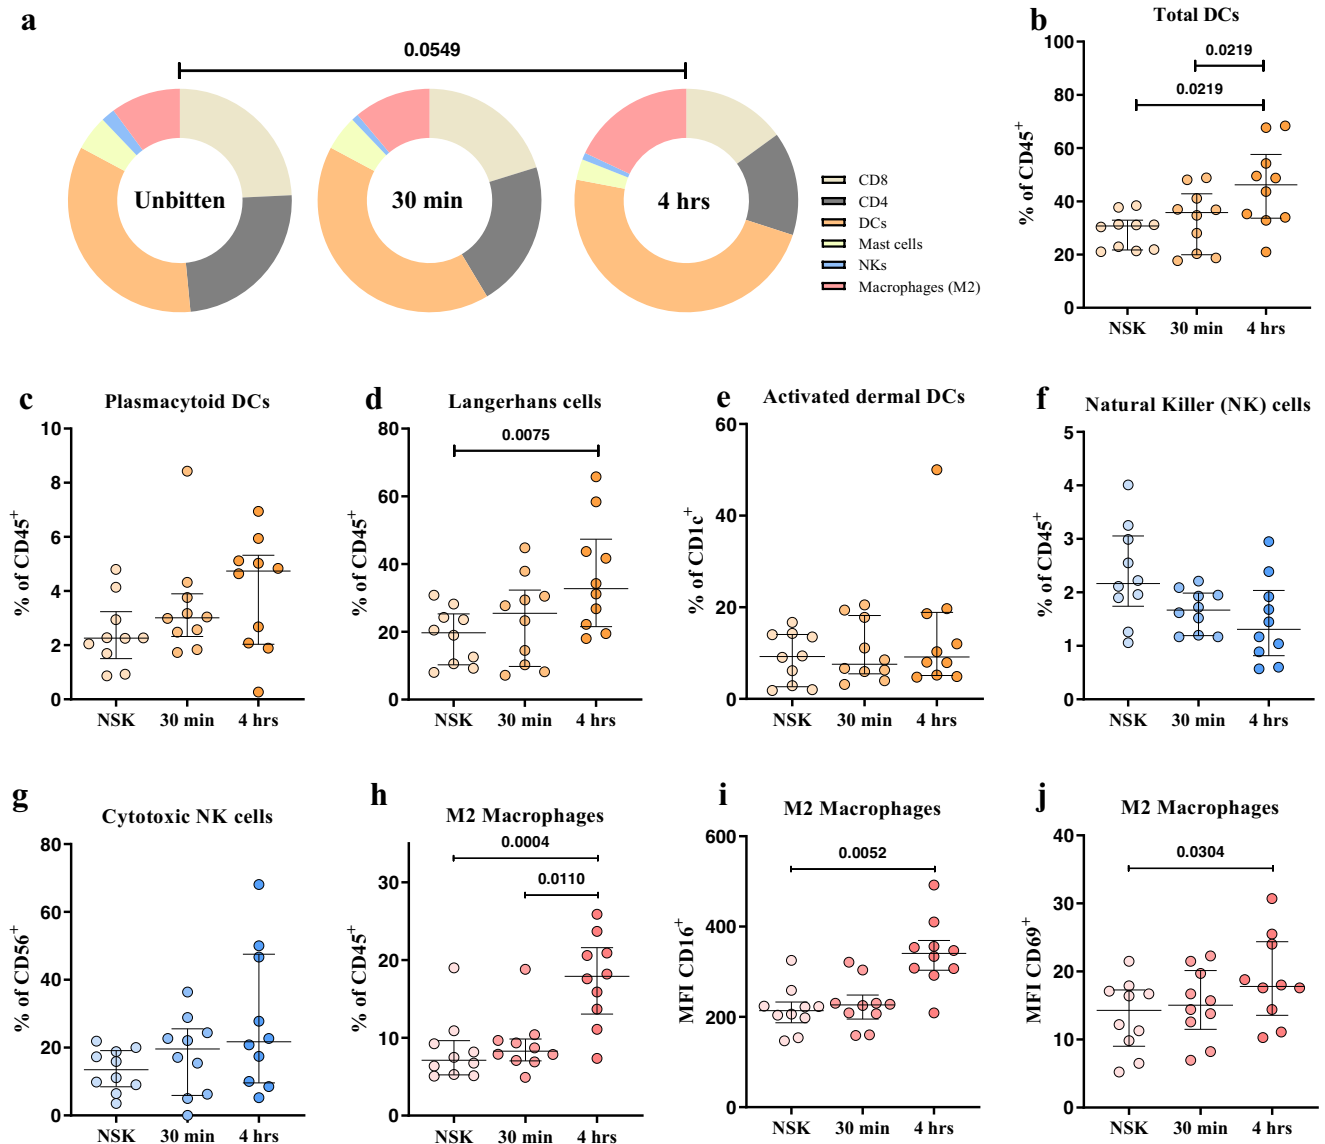 a
0.0549
Unbitten
30 min
4 hrs
CD8
CD4
DCs
Mast cells
NKs
Macrophages (M2)
b
Total DCs
0.0219
0.0219
% of CD45+
100
80
60
40
20
0
NSK 30 min 4 hrs
c
Plasmacytoid DCs
% of CD45+
10
8
6
4
2
0
NSK 30 min 4 hrs
d
Langerhans cells
0.0075
% of CD45+
80
60
40
20
0
NSK 30 min 4 hrs
e
Activated dermal DCs
% of CD1c+
60
40
20
0
NSK 30 min 4 hrs
f
Natural Killer (NK) cells
% of CD45+
5
4
3
2
1
0
NSK 30 min 4 hrs
g
Cytotoxic NK cells
% of CD56+
80
60
40
20
0
NSK 30 min 4 hrs
h
M2 Macrophages
0.0004
0.0110
% of CD45+
30
20
10
0
NSK 30 min 4 hrs
i
M2 Macrophages
0.0052
MFI CD16+
600
400
200
0
NSK 30 min 4 hrs
j
M2 Macrophages
0.0304
MFI CD69+
40
30
20
10
0
NSK 30 min 4 hrs